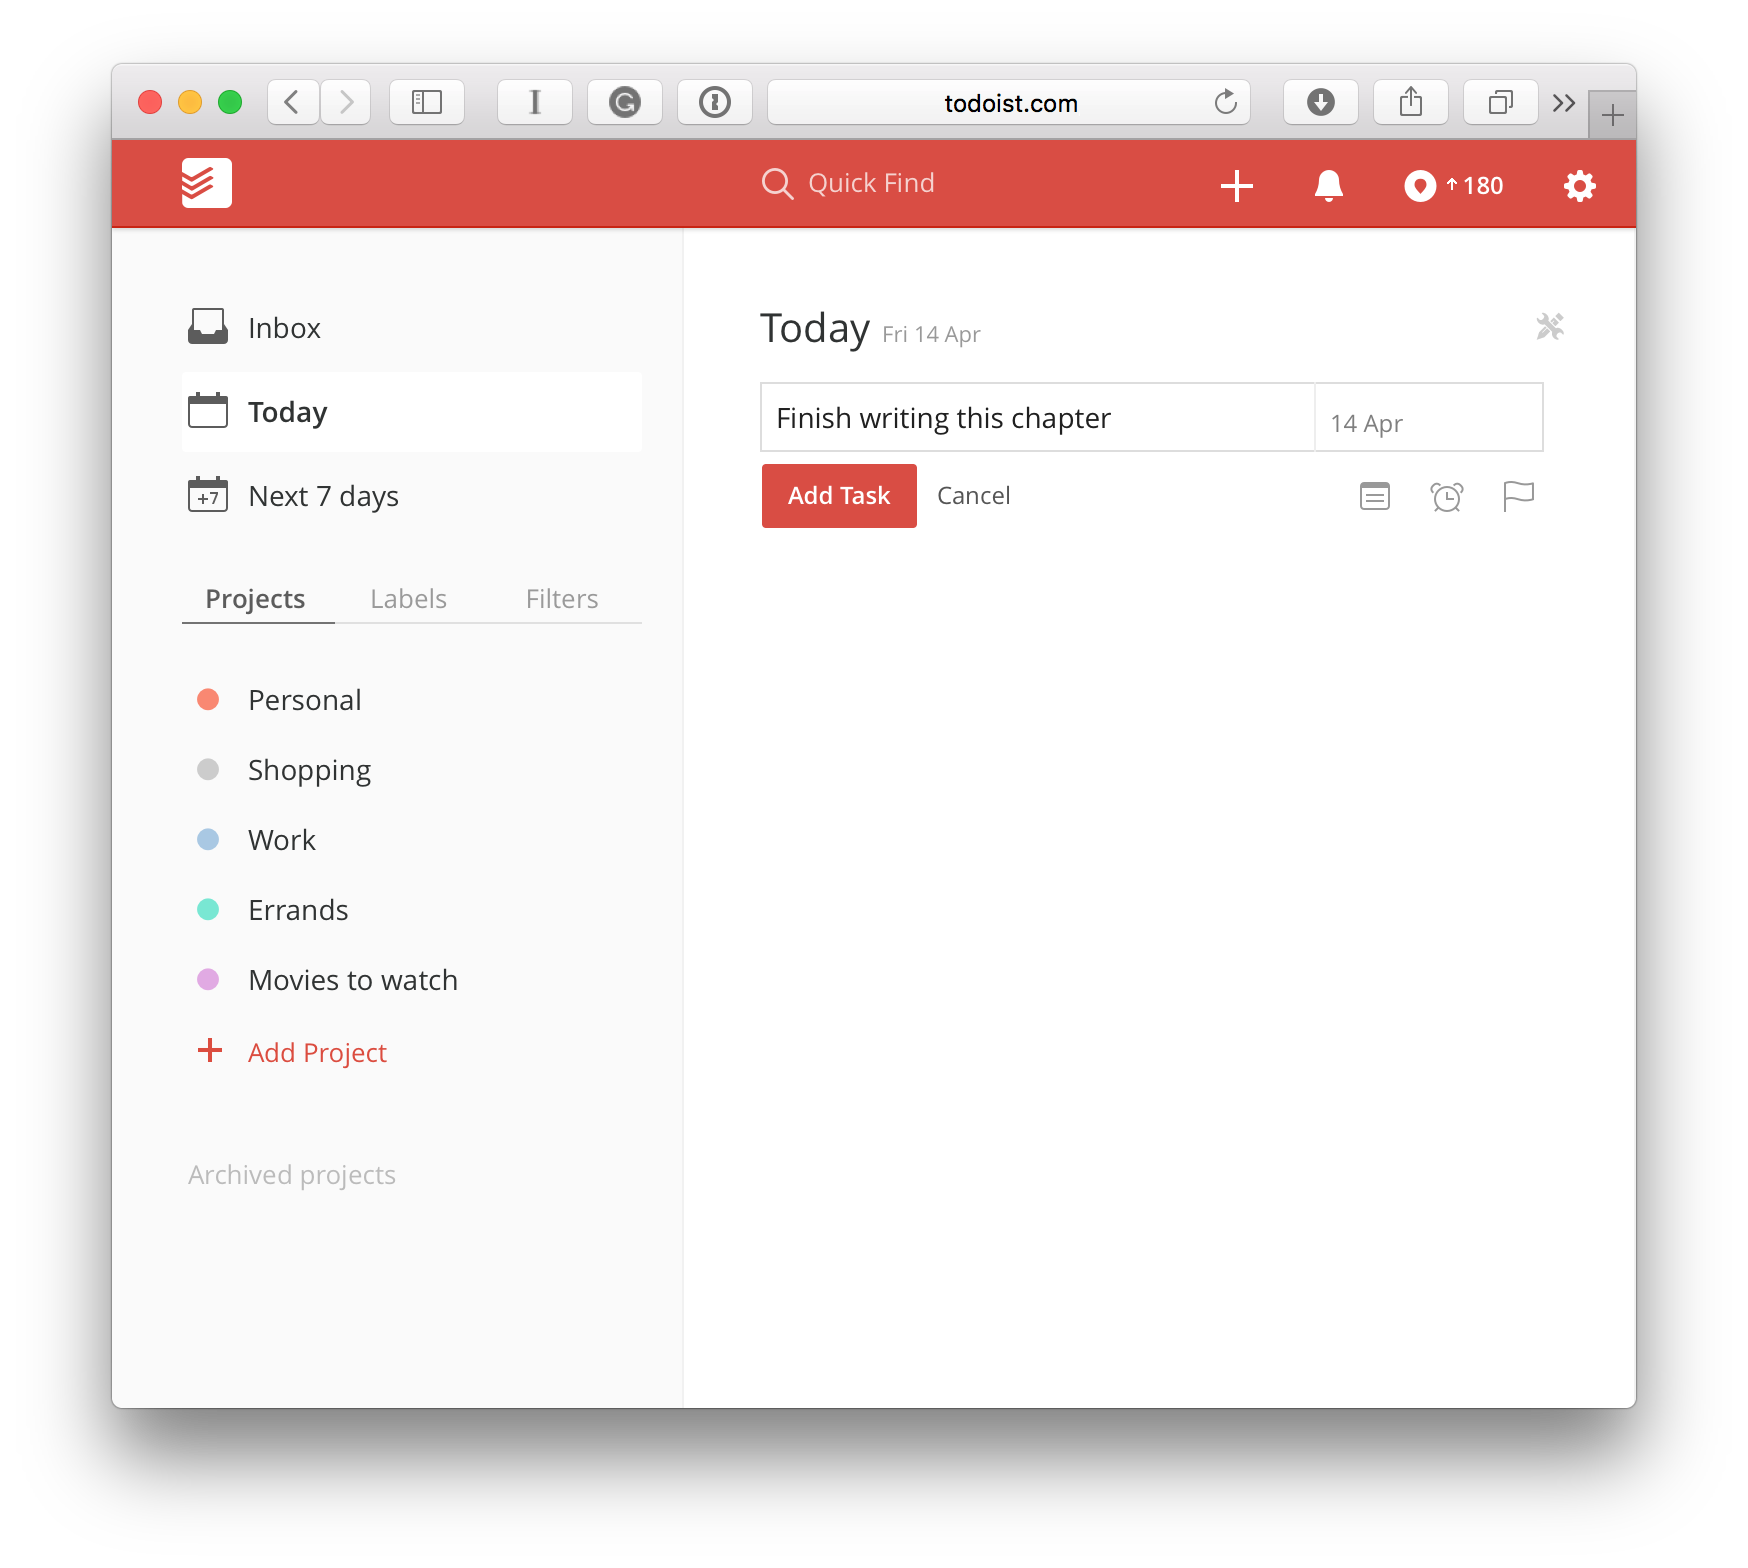 todoist.com
Quick Find
180
Inbox
Today
+7
Next 7 days
Projects Labels Filters
Personal
Shopping
Work
Errands
Movies to watch
Add Project
Archived projects
Today Fri 14 Apr
Finish writing this chapter 14 Apr
Add Task Cancel